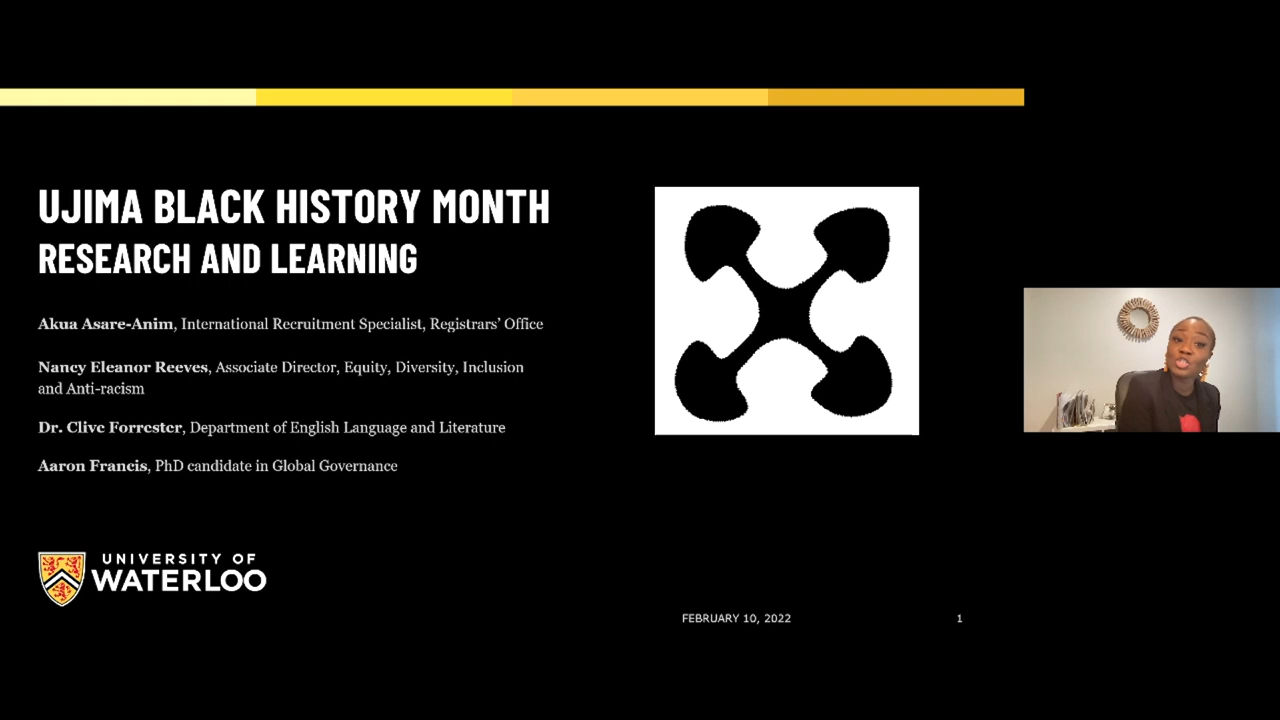 UJIMA BLACK HISTORY MONTH
RESEARCH AND LEARNING
Akua Asare-Anim, International Recruitment Specialist, Registrars’ Office
Nancy Eleanor Reeves, Associate Director, Equity, Diversity, Inclusion
and Anti-racism
Dr. Clive Forrester, Department of English Language and Literature
Aaron Francis, PhD candidate in Global Governance
UNIVERSITY OF
WATERLOO
FEBRUARY 10, 2022 1